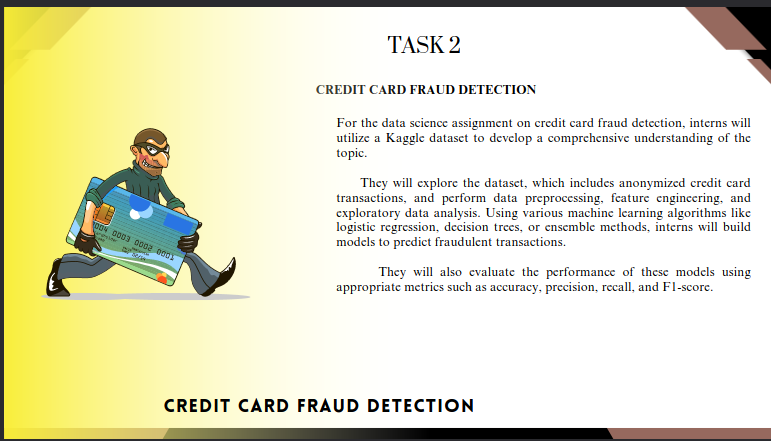 TASK 2
CREDIT CARD FRAUD DETECTION
For the data science assignment on credit card fraud detection, interns will
utilize a Kaggle dataset to develop a comprehensive understanding of the
topic.
They will explore the dataset, which includes anonymized credit card
transactions, and perform data preprocessing, feature engineering, and
exploratory data analysis. Using various machine learning algorithms like
logistic regression, decision trees, or ensemble methods, interns will build
models to predict fraudulent transactions.
They will also evaluate the performance of these models using
appropriate metrics such as accuracy, precision, recall, and F1-score.
0003 0002 0001
CREDIT CARD FRAUD DETECTION